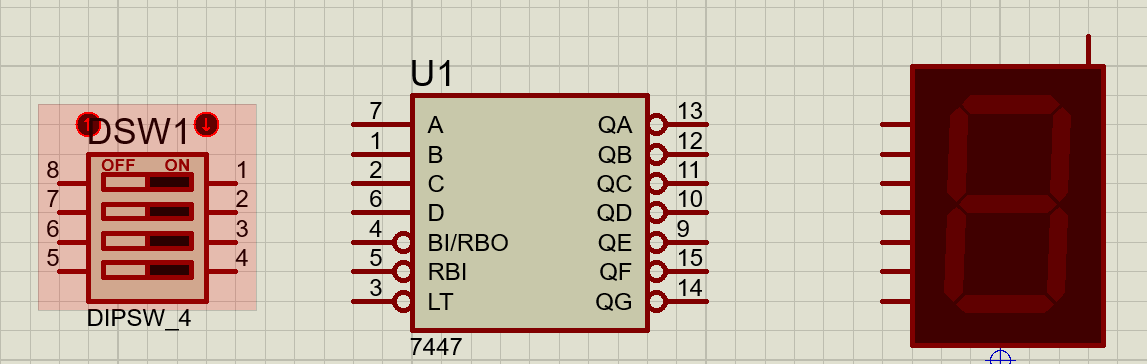 DSW1
OFF ON
8 1
7 2
6 3
5 4
DIPSW_4
U1
7 A QA 13
1 B QB 12
2 C QC 11
6 D QD 10
4 BI/RBO QE 9
5 RBI QF 15
3 LT QG 14
7447